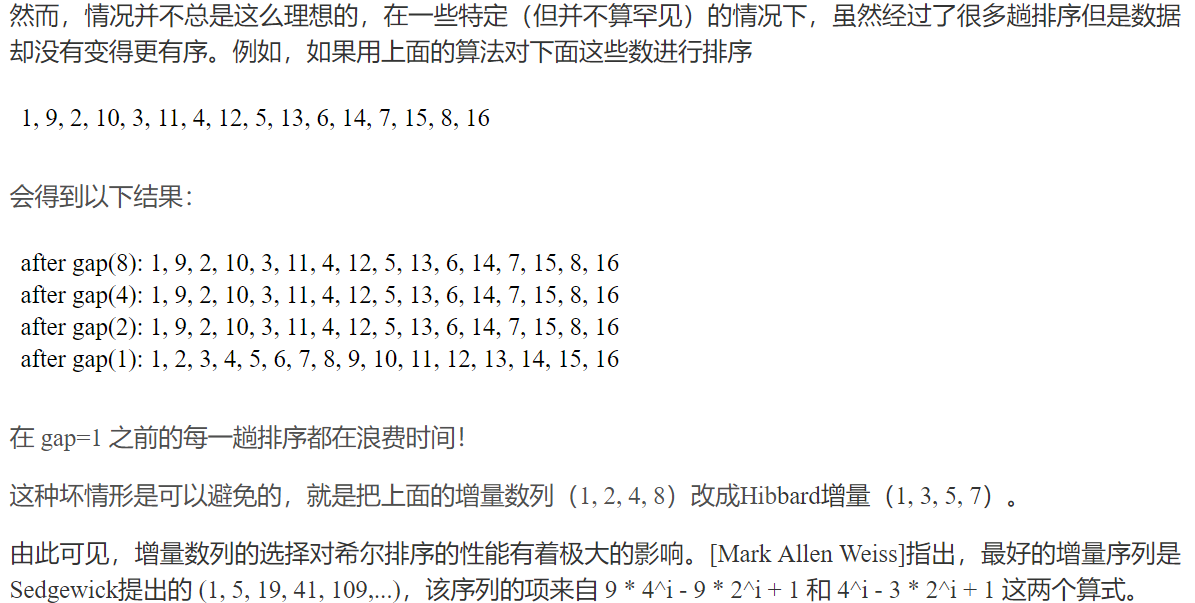 然而，情况并不总是这么理想的，在一些特定（但并不算罕见）的情况下，虽然经过了很多趟排序但是数据
却没有变得更有序。例如，如果用上面的算法对下面这些数进行排序
1, 9, 2, 10, 3, 11, 4, 12, 5, 13, 6, 14, 7, 15, 8, 16
会得到以下结果：
after gap(8): 1, 9, 2, 10, 3, 11, 4, 12, 5, 13, 6, 14, 7, 15, 8, 16
after gap(4): 1, 9, 2, 10, 3, 11, 4, 12, 5, 13, 6, 14, 7, 15, 8, 16
after gap(2): 1, 9, 2, 10, 3, 11, 4, 12, 5, 13, 6, 14, 7, 15, 8, 16
after gap(1): 1, 2, 3, 4, 5, 6, 7, 8, 9, 10, 11, 12, 13, 14, 15, 16
在 gap=1 之前的每一趟排序都在浪费时间！
这种坏情形是可以避免的，就是把上面的增量数列（1, 2, 4, 8）改成Hibbard增量（1, 3, 5, 7）。
由此可见，增量数列的选择对希尔排序的性能有着极大的影响。[Mark Allen Weiss]指出，最好的增量序列是
Sedgewick提出的 (1, 5, 19, 41, 109,...)，该序列的项来自 9 * 4^i - 9 * 2^i + 1 和 4^i - 3 * 2^i + 1 这两个算式。